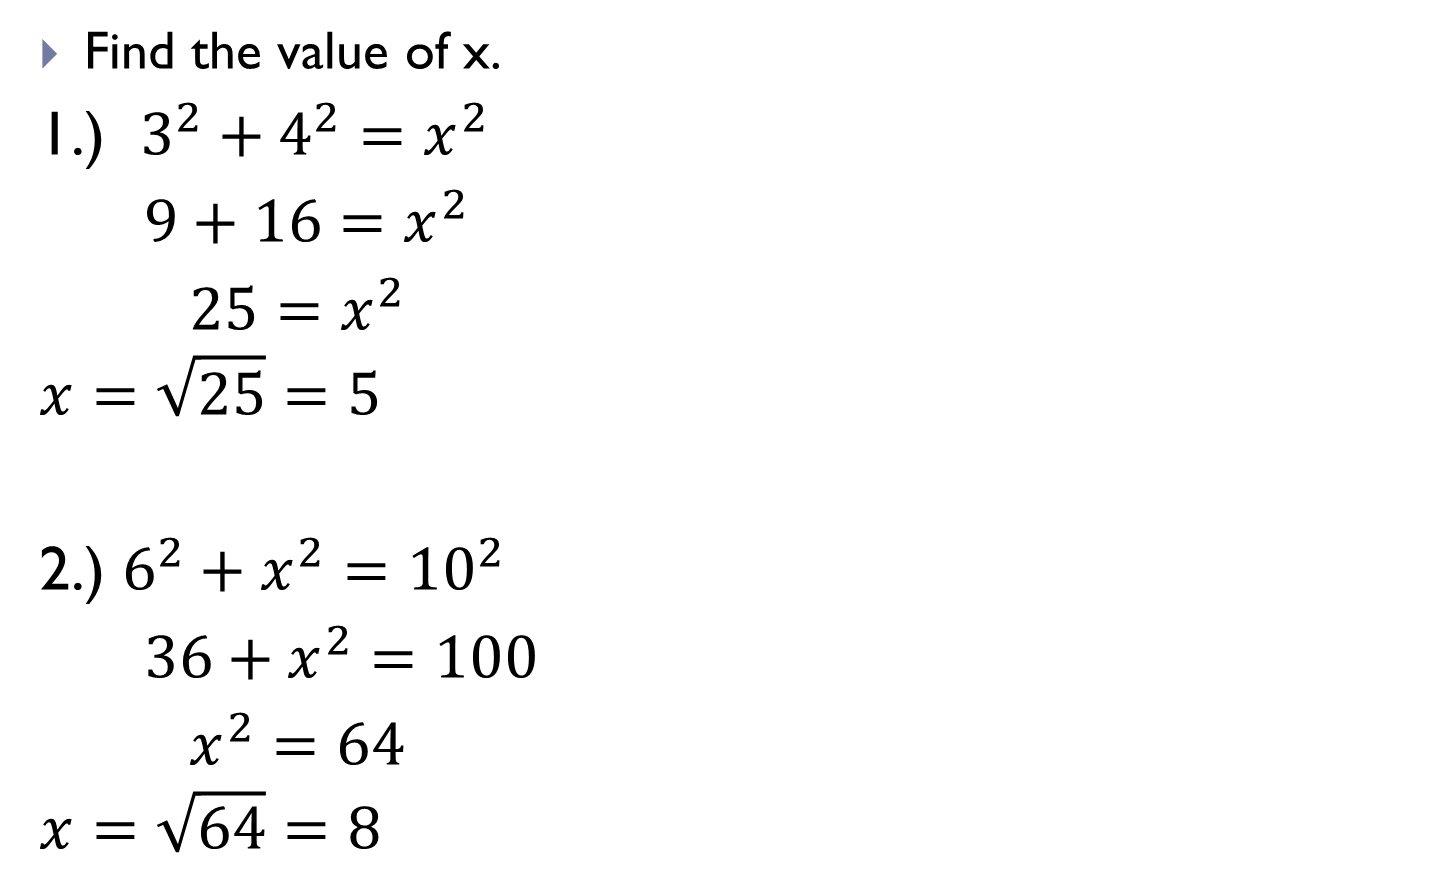 Find the value of x.
1.) 3² + 4² = x²
9 + 16 = x²
25 = x²
x = √25 = 5
2.) 6² + x² = 10²
36 + x² = 100
x² = 64
x = √64 = 8